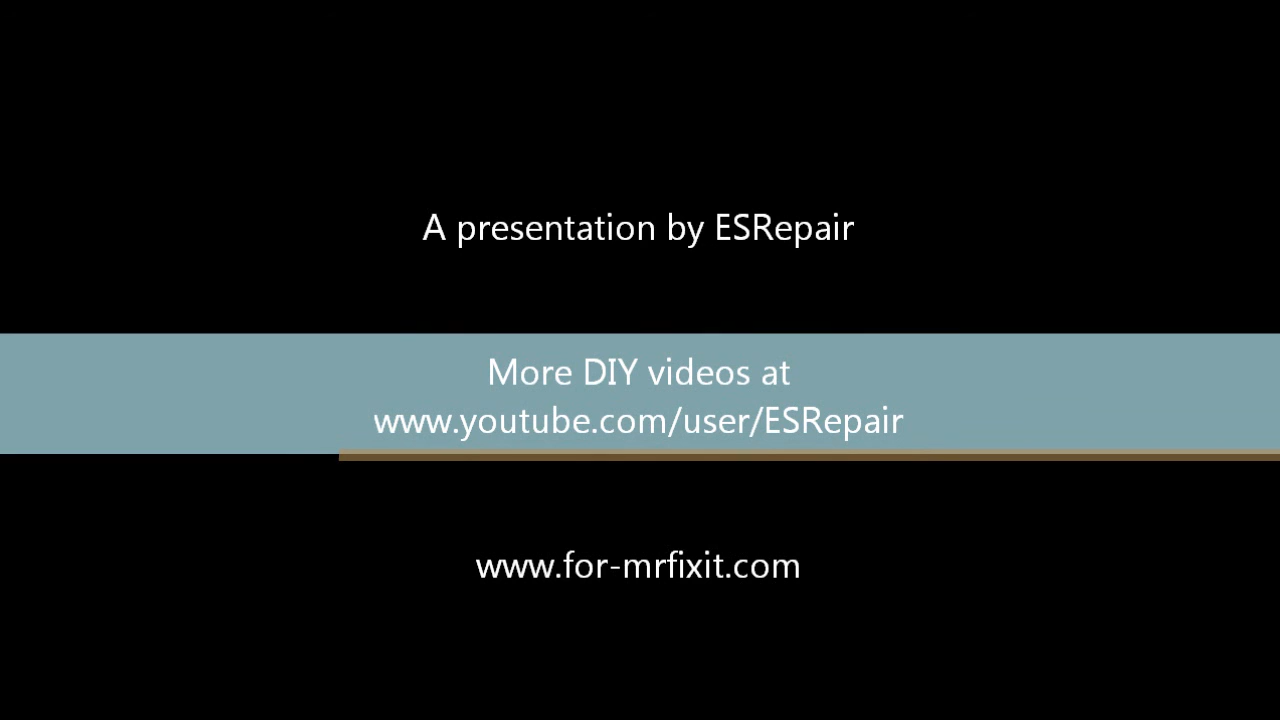 A presentation by ESRepair
More DIY videos at
www.youtube.com/user/ESRepair
www.for-mrfixit.com